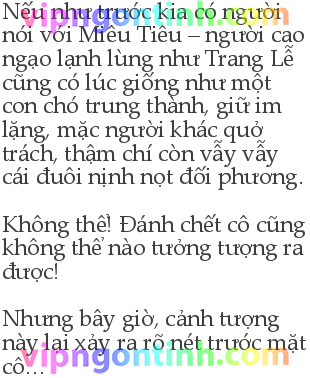 vipngontinh.com
Nếu như trước kia có người
nói với Miêu Tiêu – người cao
ngạo lạnh lùng như Trang Lễ
cũng có lúc giống như một
con chó trung thành, giữ im
lặng, mặc người khác quở
trách, thậm chí còn vẫy vẫy
cái đuôi nịnh nọt đối phương.
Không thể! Đánh chết cô cũng
không thể nào tưởng tượng ra
được!
Nhưng bây giờ, cảnh tượng
này lại xảy ra rõ nét trước mặt
vipngontinh.com
cô...